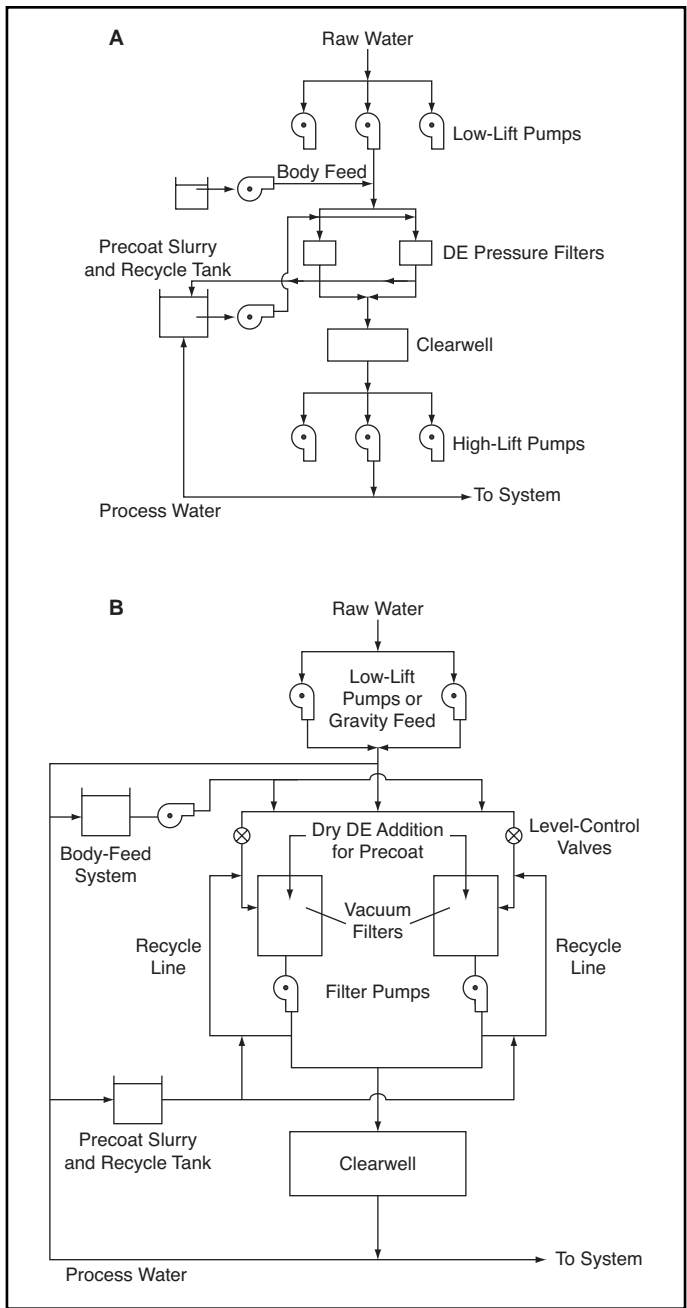 A
Raw Water
Low-Lift Pumps
Body Feed
Precoat Slurry
and Recycle Tank
DE Pressure Filters
Clearwell
High-Lift Pumps
To System
Process Water
B
Raw Water
Low-Lift
Pumps or
Gravity Feed
Body-Feed
System
Dry DE Addition
for Precoat
Level-Control
Valves
Vacuum
Filters
Recycle
Line
Recycle
Line
Filter Pumps
Precoat Slurry
and Recycle Tank
Clearwell
To System
Process Water